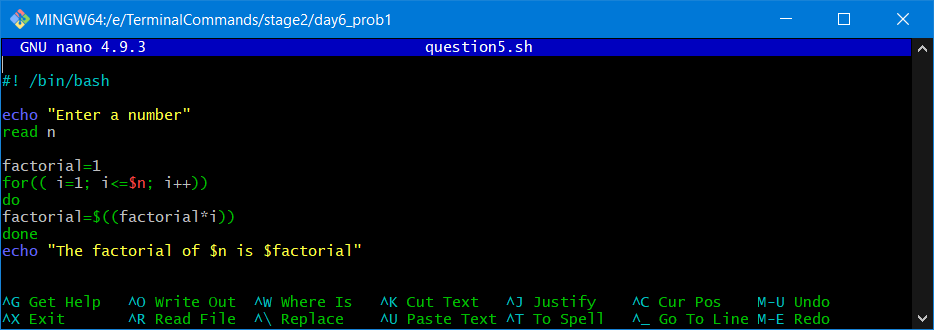 MINGW64:/e/TerminalCommands/stage2/day6_prob1
GNU nano 4.9.3 question5.sh
#! /bin/bash
echo "Enter a number"
read n
factorial=1
for(( i=1; i<=$n; i++))
do
factorial=$((factorial*i))
done
echo "The factorial of $n is $factorial"
^G Get Help ^O Write Out ^W Where Is ^K Cut Text ^J Justify ^C Cur Pos M-U Undo
^X Exit ^R Read File ^\ Replace ^U Paste Text ^T To Spell ^_ Go To Line M-E Redo